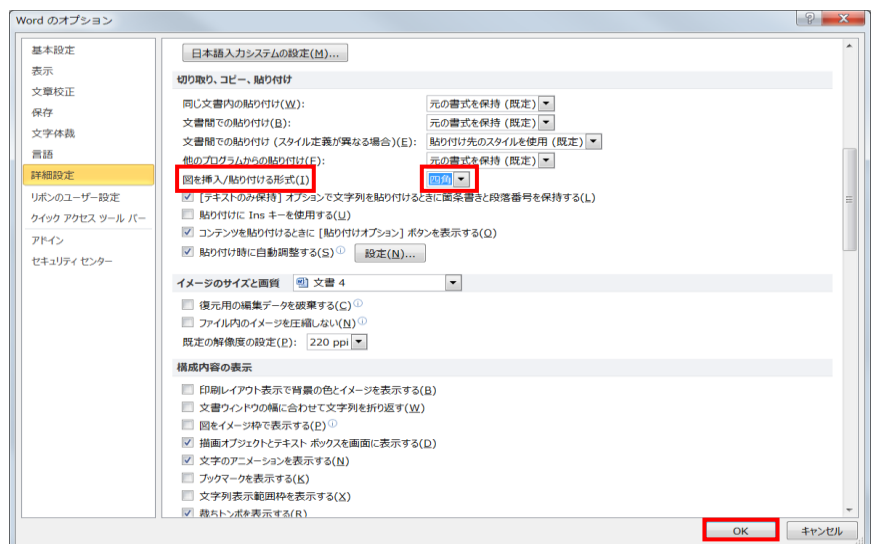 Word のオプション
基本設定
表示
文章校正
保存
文字体裁
言語
詳細設定
リボンのユーザー設定
クイック アクセス ツール バー
アドイン
セキュリティ センター
日本語入力システムの設定(M)...
切り取り、コピー、貼り付け
同じ文書内の貼り付け(W): 元の書式を保持 (既定)
文書間での貼り付け(B): 元の書式を保持 (既定)
文書間での貼り付け (スタイル定義が異なる場合)(E): 貼り付け先のスタイルを使用 (既定)
他のプログラムからの貼り付け(F): 元の書式を保持 (既定)
図を挿入/貼り付ける形式(I) 四角
[テキストのみ保持] オプションで文字列を貼り付けるときに箇条書きと段落番号を保持する(L)
貼り付けに Ins キーを使用する(U)
コンテンツを貼り付けるときに [貼り付けオプション] ボタンを表示する(O)
貼り付け時に自動調整する(S) 設定(N)...
イメージのサイズと画質 文書 4
復元用の編集データを破棄する(C)
ファイル内のイメージを圧縮しない(N)
既定の解像度の設定(P): 220 ppi
構成内容の表示
印刷レイアウト表示で背景の色とイメージを表示する(B)
文書ウィンドウの幅に合わせて文字列を折り返す(W)
図をイメージ枠で表示する(P)
描画オブジェクトとテキスト ボックスを画面に表示する(D)
文字のアニメーションを表示する(N)
ブックマークを表示する(K)
文字列表示範囲枠を表示する(X)
裁ちトンボを表示する(R)
OK キャンセル